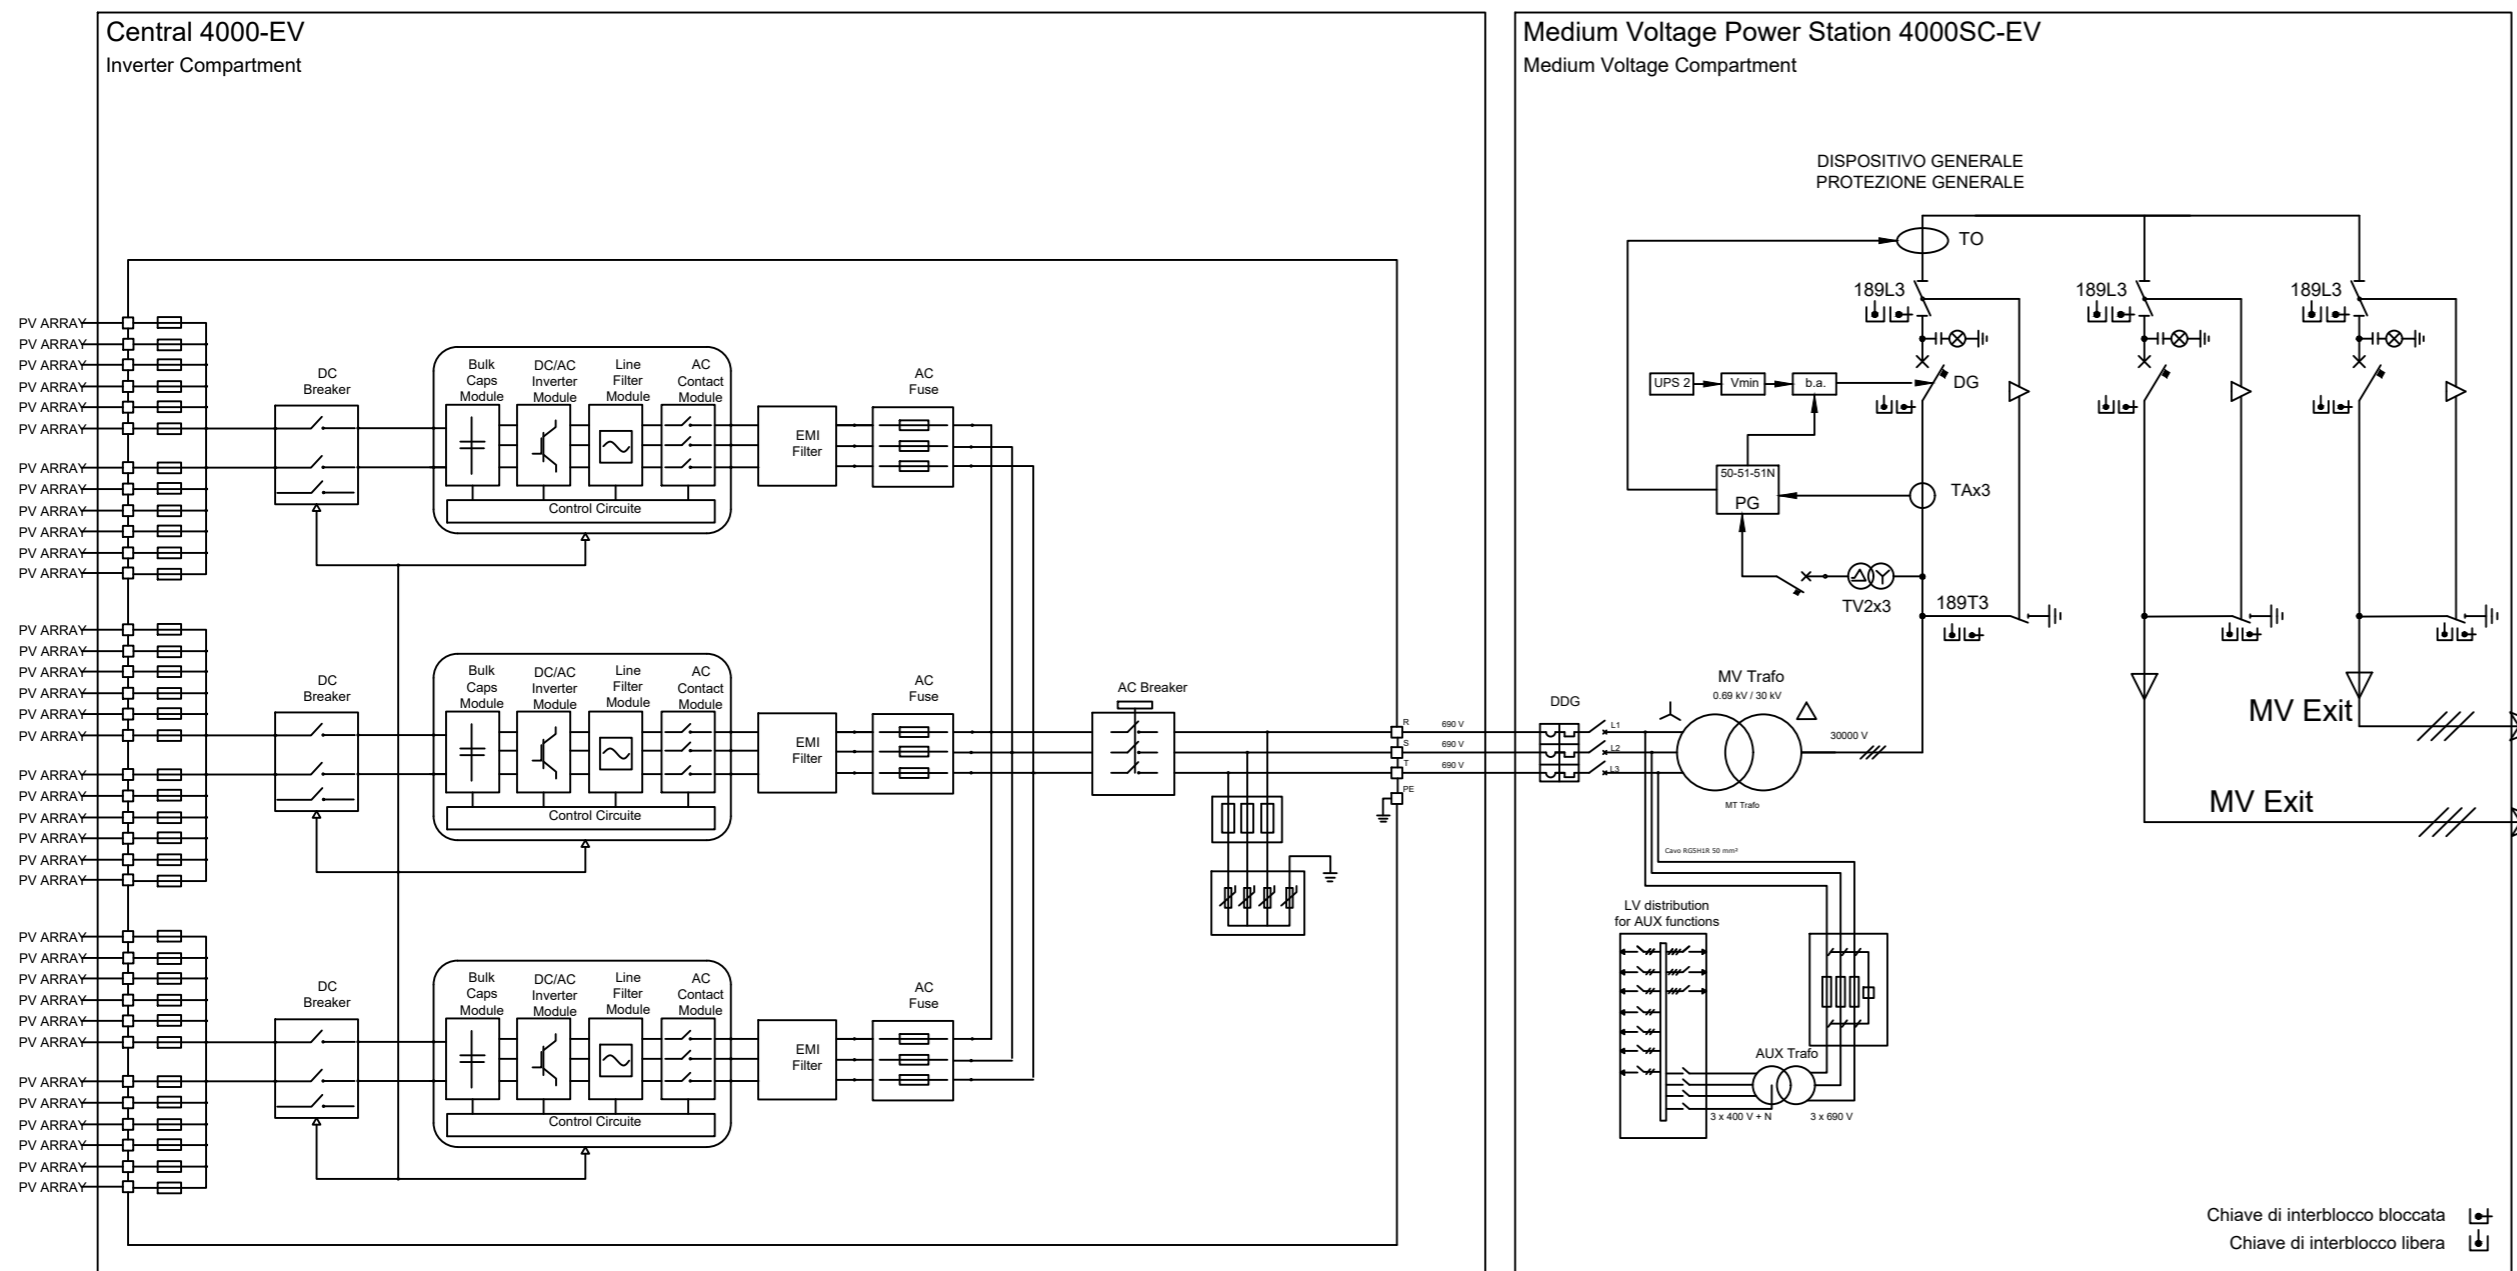 Central 4000-EV
Inverter Compartment
PV ARRAY
PV ARRAY
PV ARRAY
PV ARRAY
PV ARRAY
PV ARRAY
PV ARRAY
PV ARRAY
PV ARRAY
PV ARRAY
PV ARRAY
PV ARRAY
DC
Breaker
Bulk
Caps
Module
DC/AC
Inverter
Module
Line
Filter
Module
AC
Contact
Module
Control Circuite
EMI
Filter
AC
Fuse
PV ARRAY
PV ARRAY
PV ARRAY
PV ARRAY
PV ARRAY
PV ARRAY
PV ARRAY
PV ARRAY
PV ARRAY
PV ARRAY
PV ARRAY
PV ARRAY
DC
Breaker
Bulk
Caps
Module
DC/AC
Inverter
Module
Line
Filter
Module
AC
Contact
Module
Control Circuite
EMI
Filter
AC
Fuse
AC Breaker
PV ARRAY
PV ARRAY
PV ARRAY
PV ARRAY
PV ARRAY
PV ARRAY
PV ARRAY
PV ARRAY
PV ARRAY
PV ARRAY
PV ARRAY
PV ARRAY
DC
Breaker
Bulk
Caps
Module
DC/AC
Inverter
Module
Line
Filter
Module
AC
Contact
Module
Control Circuite
EMI
Filter
AC
Fuse
R
S
T
PE
690 V
690 V
690 V
Medium Voltage Power Station 4000SC-EV
Medium Voltage Compartment
DISPOSITIVO GENERALE
PROTEZIONE GENERALE
TO
189L3
189L3
189L3
UPS 2
Vmin
b.a.
DG
50-51-51N
PG
TAx3
TV2x3
189T3
DDG
L1
L2
L3
MV Trafo
0.69 kV / 30 kV
MT Trafo
30000 V
MV Exit
MV Exit
Cavo RG5H1R 50 mm²
LV distribution
for AUX functions
AUX Trafo
3 x 400 V + N
3 x 690 V
Chiave di interblocco bloccata
Chiave di interblocco libera